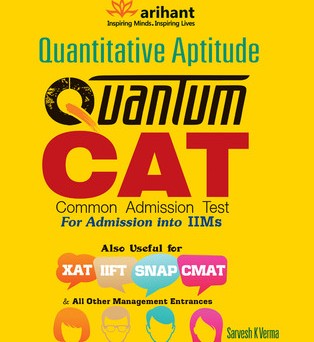 arihant
Inspiring Minds. Inspiring Lives
Quantitative Aptitude
QUANTUM
CAT
Common Admission Test
For Admission into IIMs
Also Useful for
XAT IIFT SNAP CMAT
& All Other Management Entrances
Sarvesh K Verma